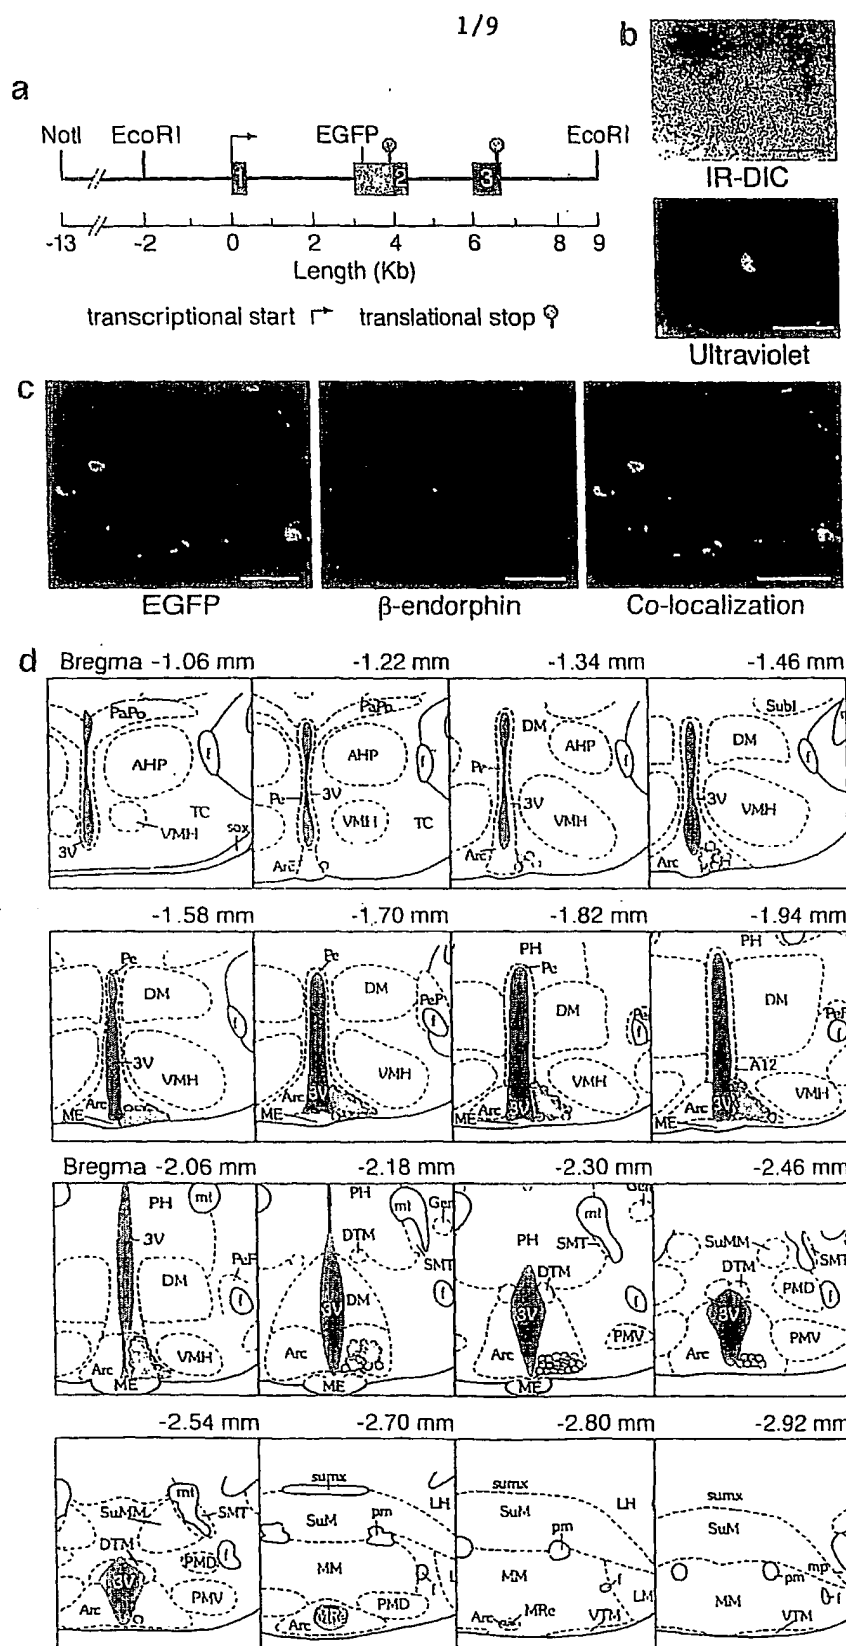 1/9
a
b
NotI EcoRI EGFP EcoRI
1 2 3
-13 -2 0 2 4 6 8 9
Length (Kb)
transcriptional start translational stop
IR-DIC
Ultraviolet
c
EGFP β-endorphin Co-localization
d
Bregma -1.06 mm -1.22 mm -1.34 mm -1.46 mm
PaPo AHP f TC VMH 3V sox
PaPo AHP f Pe 3V VMH TC Arc
DM AHP f Pe 3V VMH Arc
SubI DM f 3V VMH Arc
-1.58 mm -1.70 mm -1.82 mm -1.94 mm
Pe DM f 3V VMH Arc ME
Pe DM PeF f VMH Arc 3V ME
PH Pe DM f VMH Arc 3V ME
PH DM PeF f A12 VMH Arc 3V ME
Bregma -2.06 mm -2.18 mm -2.30 mm -2.46 mm
PH mt 3V DM PeF f Arc VMH ME
PH mt Gem DTM SMT 3V DM f Arc ME
mt Gem PH SMT DTM 3V f Arc PMV ME
SuMM DTM SMT PMD f 3V Arc PMV
-2.54 mm -2.70 mm -2.80 mm -2.92 mm
mt SuMM SMT DTM PMD f 3V Arc PMV
sumx LH SuM pm MM f L PMD Arc MRe
sumx SuM LH pm MM f LM Arc MRe VTM
sumx SuM pm mp f MM VTM